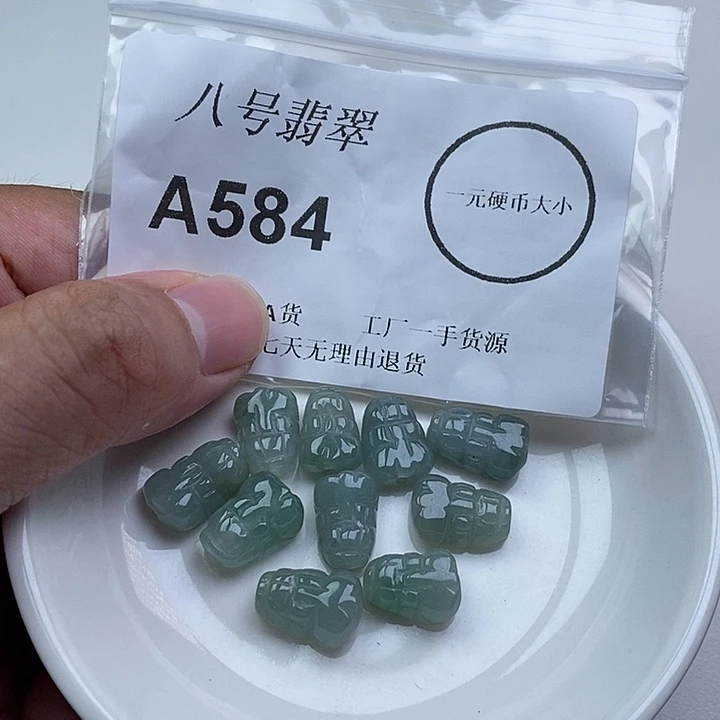 八号翡翠
A584
一元硬币大小
A货 工厂一手货源
七天无理由退货